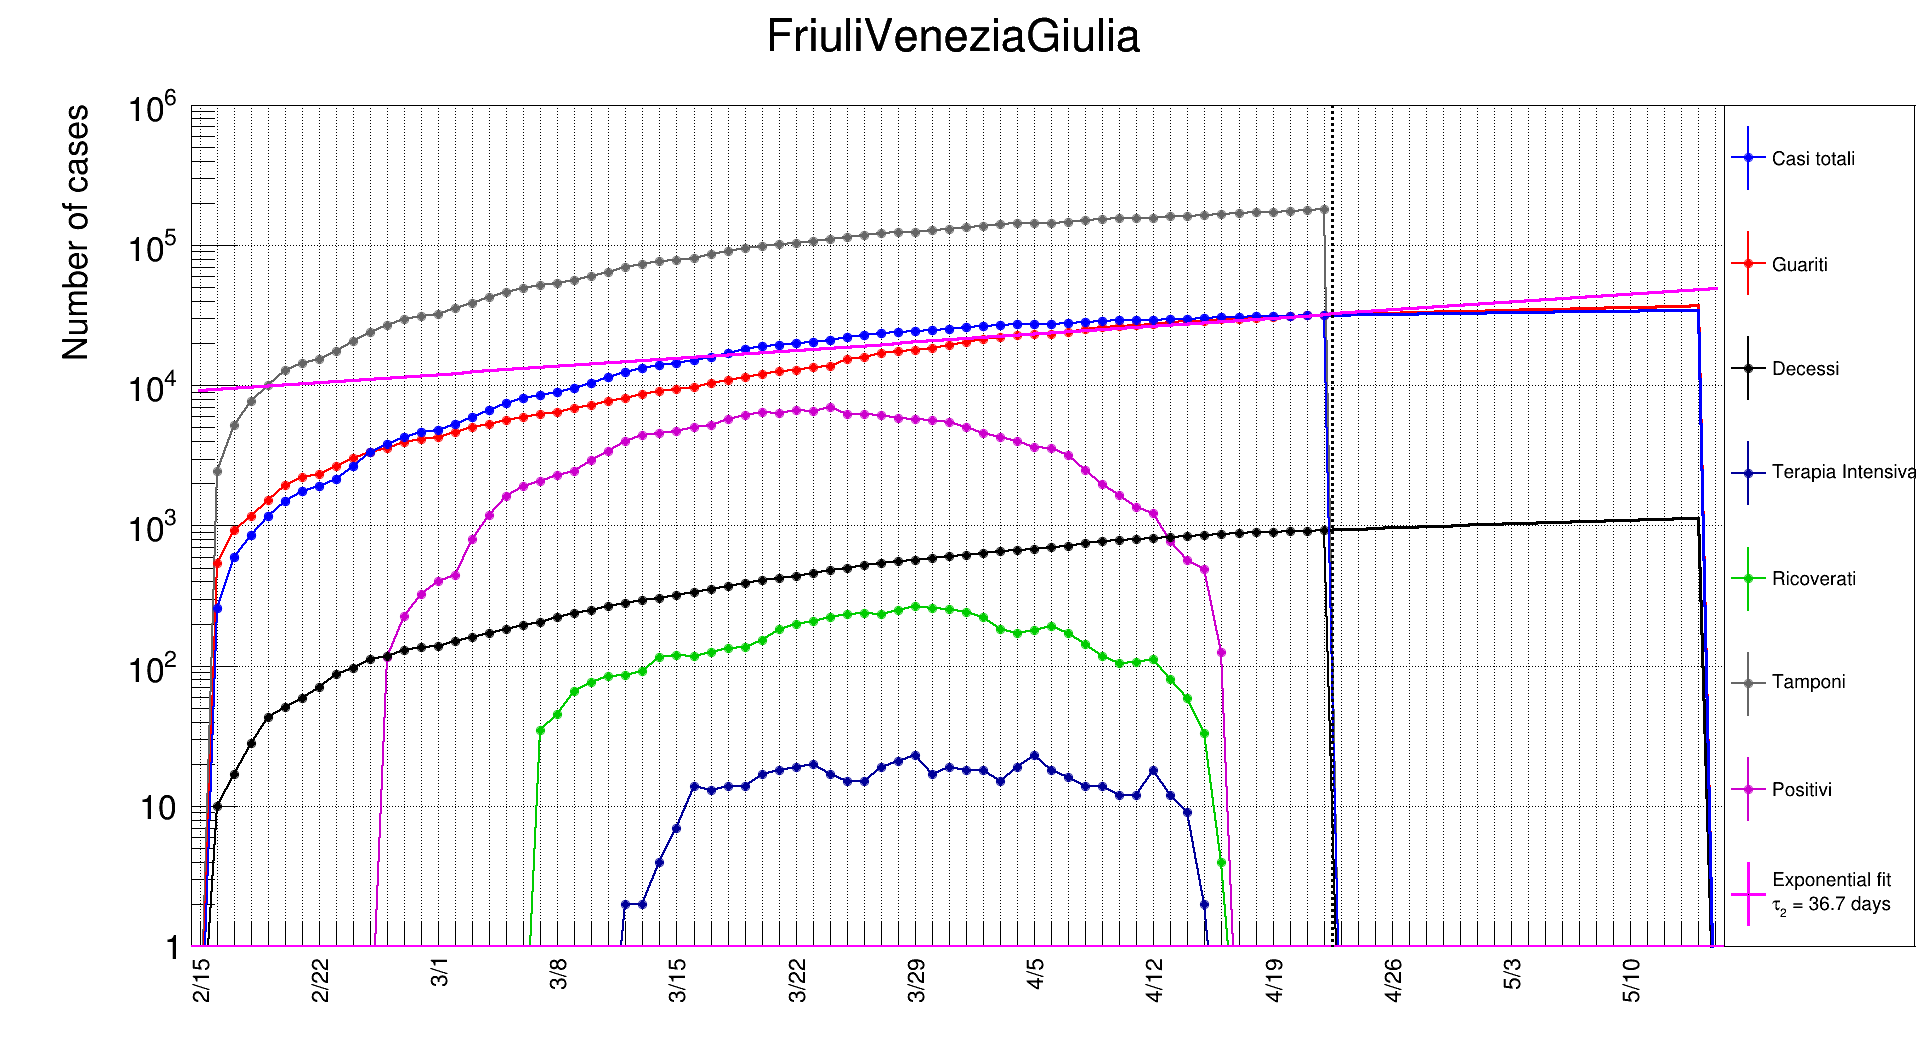 FriuliVeneziaGiulia
Number of cases
10^6
10^5
10^4
10^3
10^2
10
1
2/15
2/22
3/1
3/8
3/15
3/22
3/29
4/5
4/12
4/19
4/26
5/3
5/10
Casi totali
Guariti
Decessi
Terapia Intensiva
Ricoverati
Tamponi
Positivi
Exponential fit
τ_2 = 36.7 days